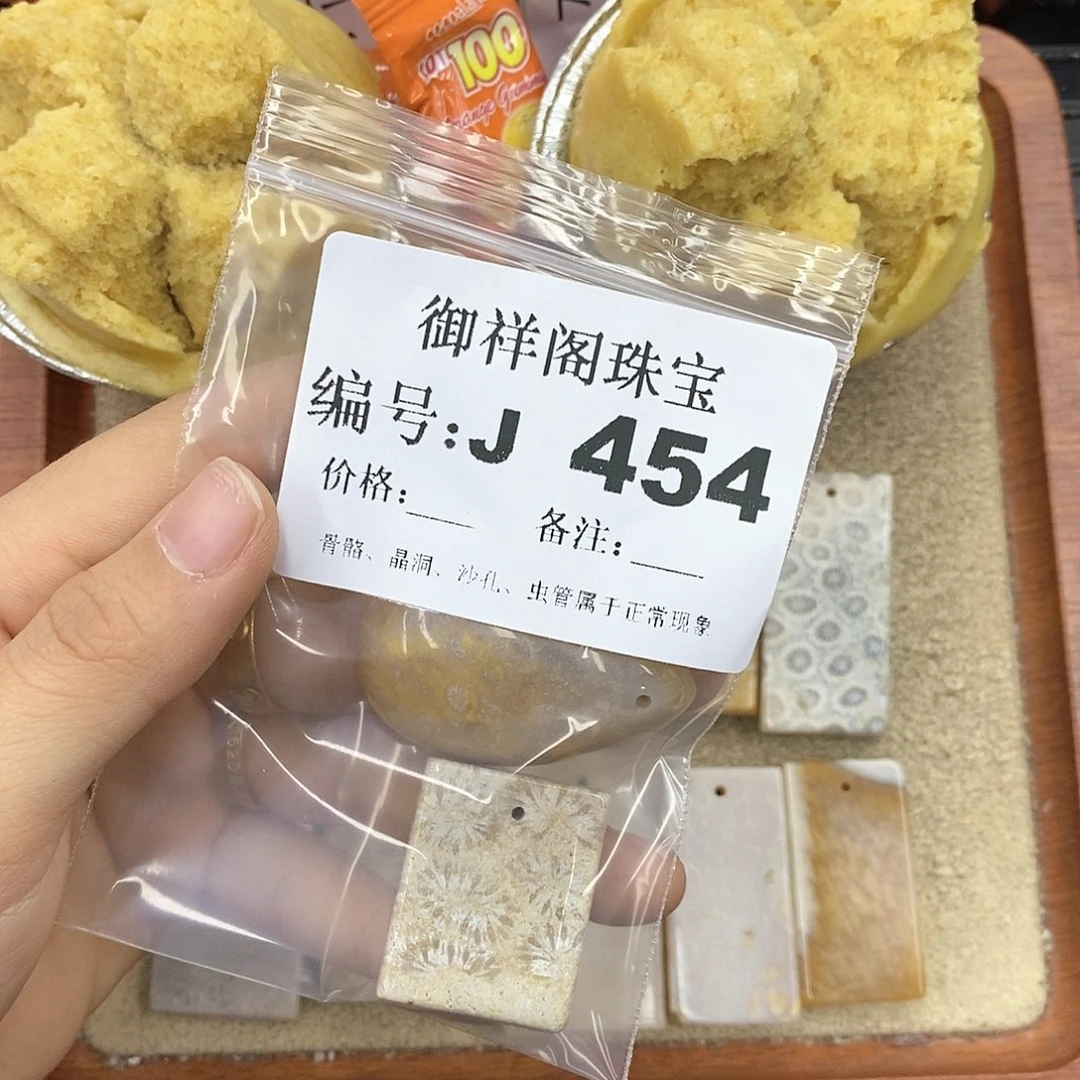 100
御祥阁珠宝
编号:J 454
价格:____ 备注:____
骨骼、晶洞、沙孔、虫管属于正常现象